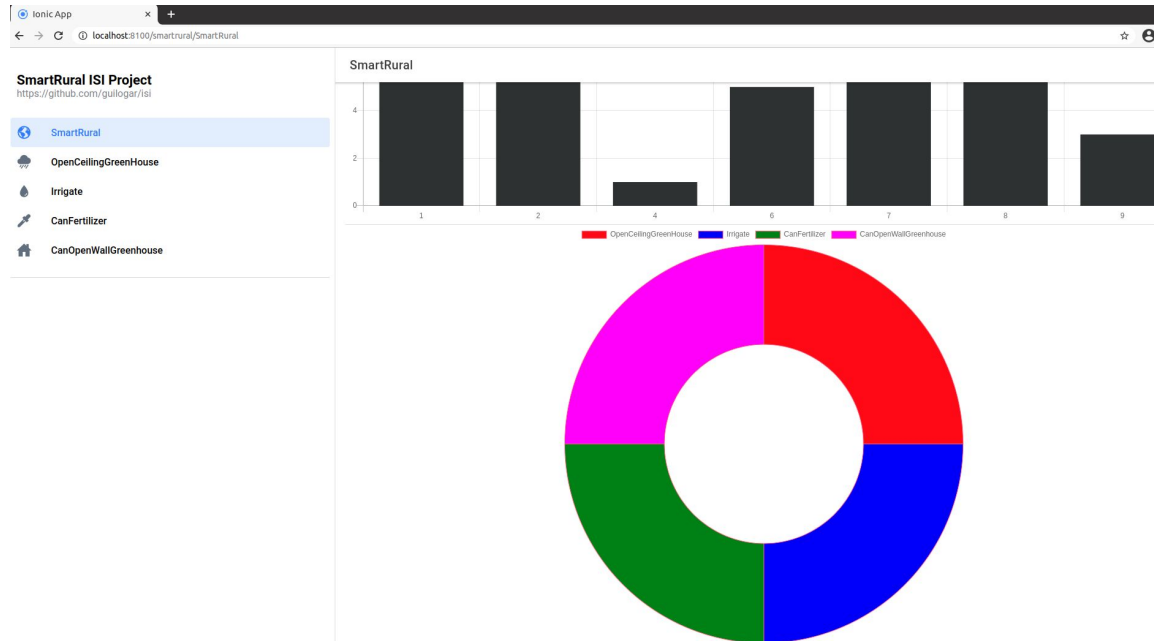 Ionic App
localhost:8100/smartrural/SmartRural
SmartRural ISI Project
https://github.com/guilogar/isi
SmartRural
OpenCeilingGreenHouse
Irrigate
CanFertilizer
CanOpenWallGreenhouse
SmartRural
4
2
0
1 2 4 6 7 8 9
OpenCeilingGreenHouse Irrigate CanFertilizer CanOpenWallGreenhouse